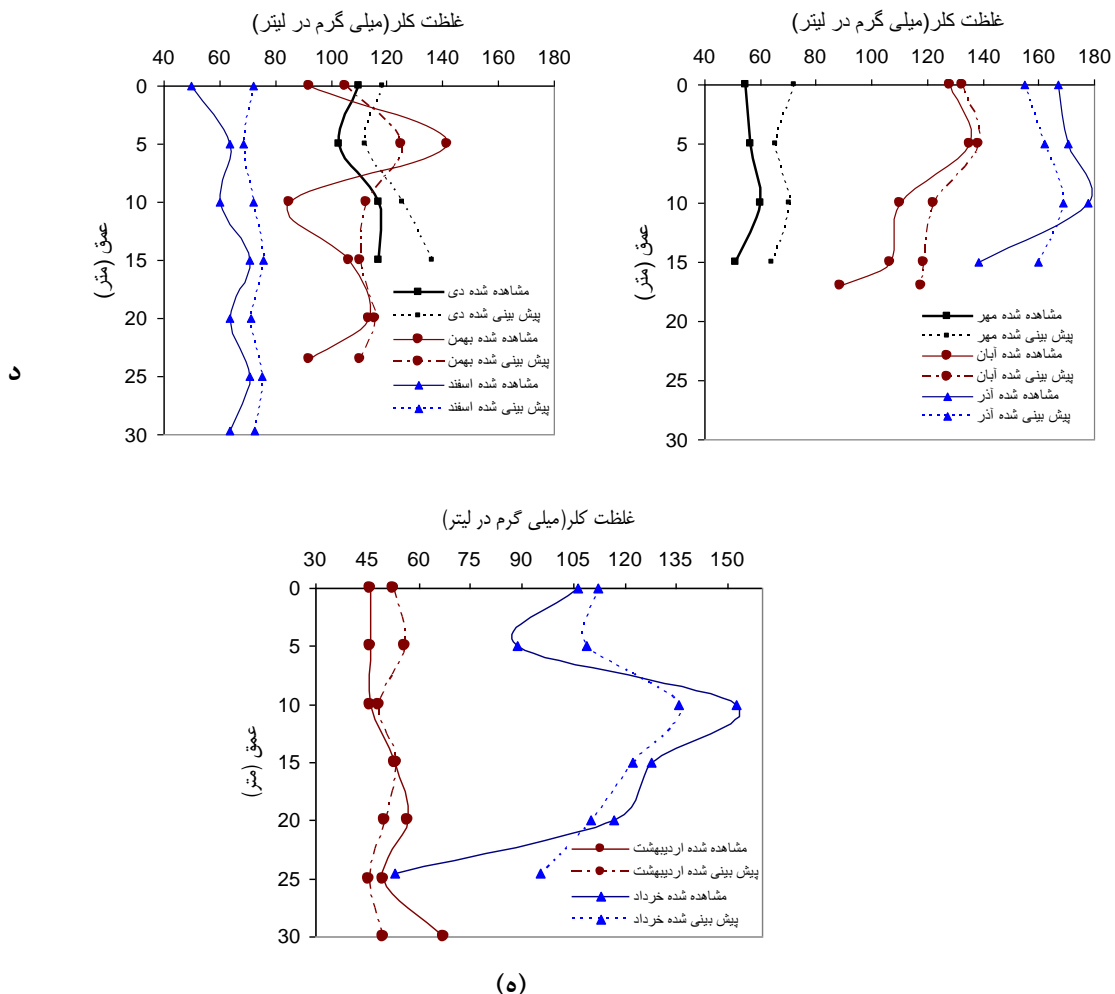 غلظت کلر(میلی گرم در لیتر)
40 60 80 100 120 140 160 180
0
5
10
15
20
25
30
عمق (متر)
مشاهده شده مهر
پیش بینی شده مهر
مشاهده شده آبان
پیش بینی شده آبان
مشاهده شده آذر
پیش بینی شده آذر
غلظت کلر(میلی گرم در لیتر)
40 60 80 100 120 140 160 180
0
5
10
15
20
25
30
عمق (متر)
مشاهده شده دی
پیش بینی شده دی
مشاهده شده بهمن
پیش بینی شده بهمن
مشاهده شده اسفند
پیش بینی شده اسفند
د
غلظت کلر(میلی گرم در لیتر)
30 45 60 75 90 105 120 135 150
0
5
10
15
20
25
30
عمق (متر)
مشاهده شده اردیبهشت
پیش بینی شده اردیبهشت
مشاهده شده خرداد
پیش بینی شده خرداد
(ه)